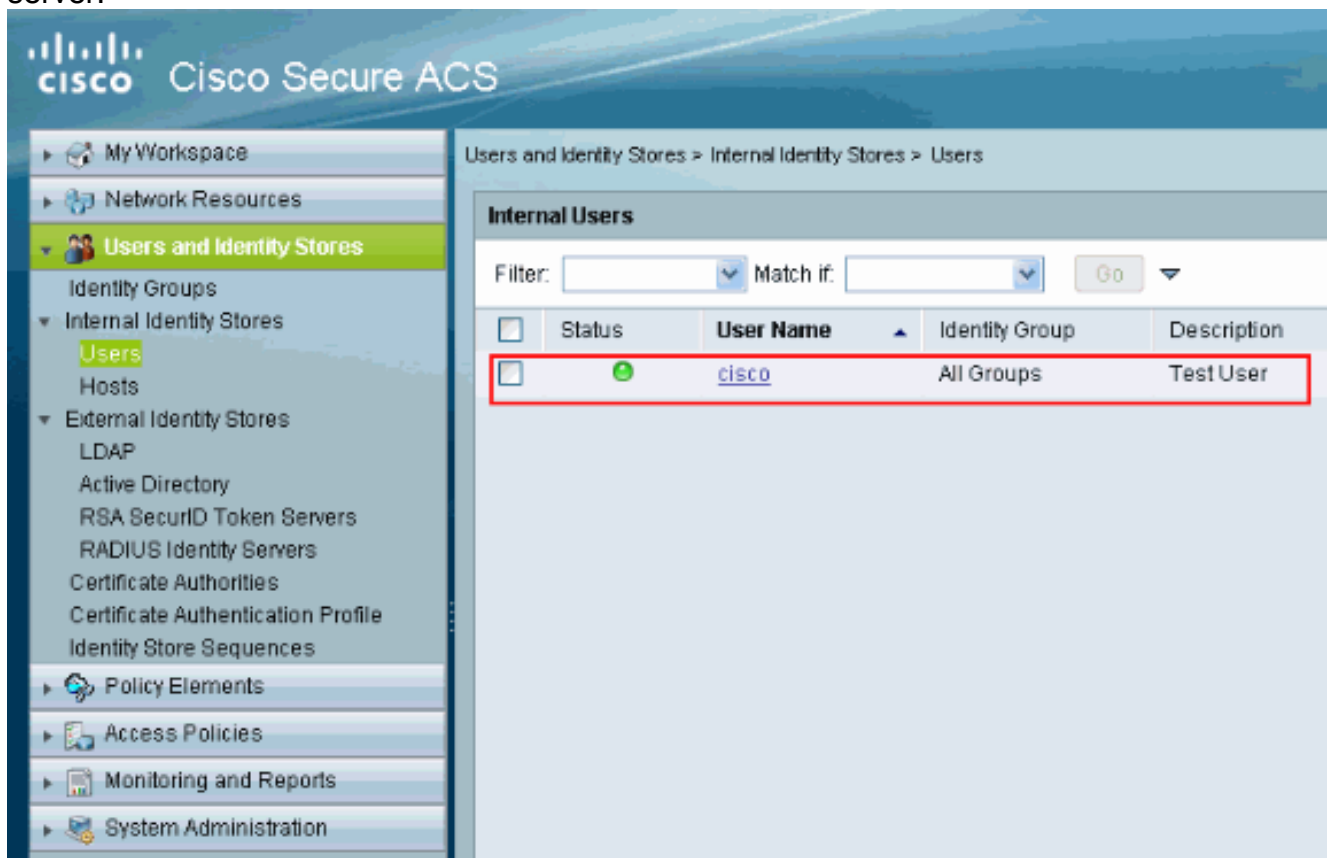 cisco Cisco Secure ACS
My Workspace
Network Resources
Users and Identity Stores
Identity Groups
Internal Identity Stores
Users
Hosts
External Identity Stores
LDAP
Active Directory
RSA SecurID Token Servers
RADIUS Identity Servers
Certificate Authorities
Certificate Authentication Profile
Identity Store Sequences
Policy Elements
Access Policies
Monitoring and Reports
System Administration
Users and Identity Stores > Internal Identity Stores > Users
Internal Users
Filter: Match if: Go
Status User Name Identity Group Description
cisco All Groups Test User